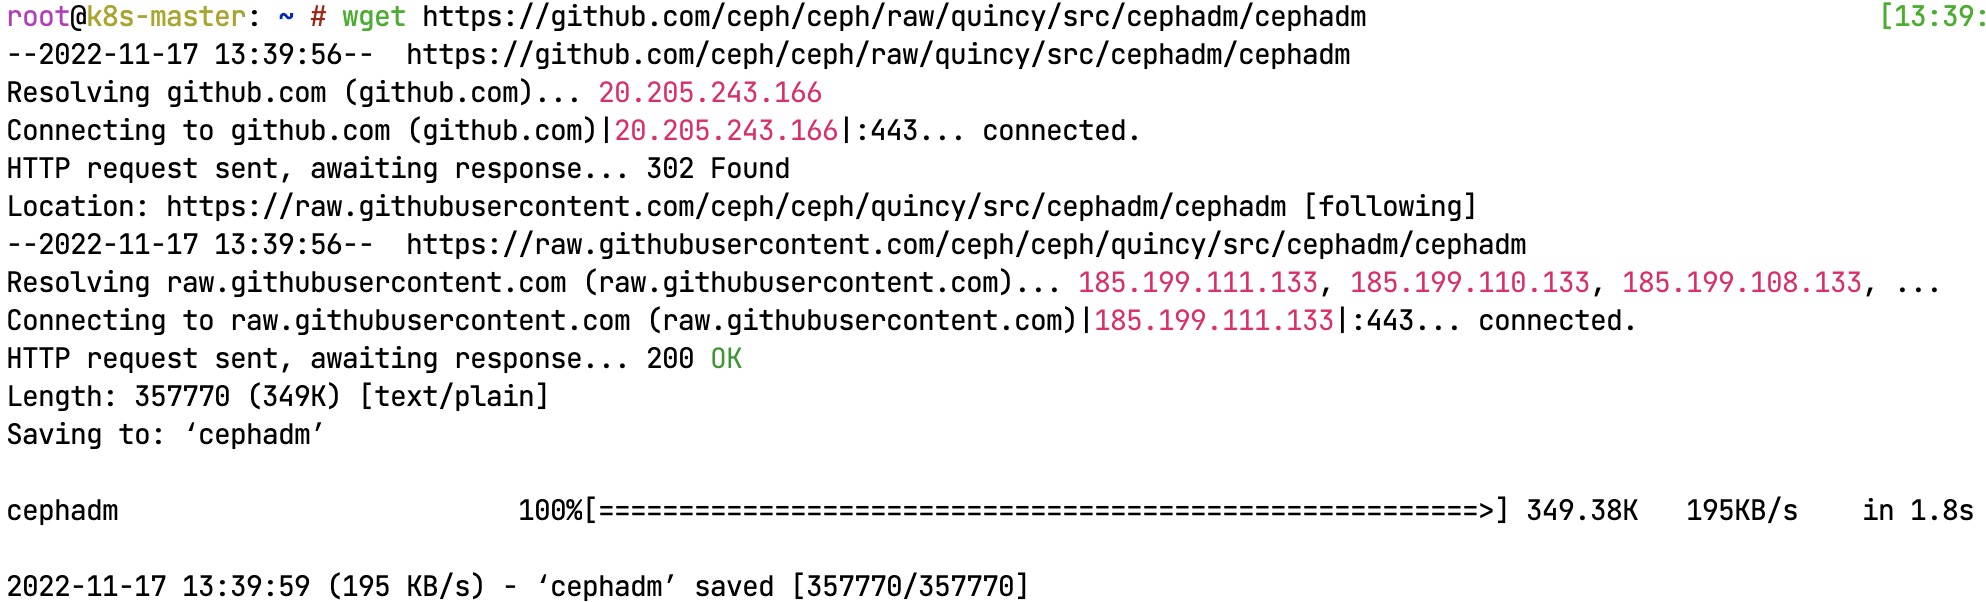 root@k8s-master: ~ # wget https://github.com/ceph/ceph/raw/quincy/src/cephadm/cephadm [13:39:
--2022-11-17 13:39:56--  https://github.com/ceph/ceph/raw/quincy/src/cephadm/cephadm
Resolving github.com (github.com)... 20.205.243.166
Connecting to github.com (github.com)|20.205.243.166|:443... connected.
HTTP request sent, awaiting response... 302 Found
Location: https://raw.githubusercontent.com/ceph/ceph/quincy/src/cephadm/cephadm [following]
--2022-11-17 13:39:56--  https://raw.githubusercontent.com/ceph/ceph/quincy/src/cephadm/cephadm
Resolving raw.githubusercontent.com (raw.githubusercontent.com)... 185.199.111.133, 185.199.110.133, 185.199.108.133, ...
Connecting to raw.githubusercontent.com (raw.githubusercontent.com)|185.199.111.133|:443... connected.
HTTP request sent, awaiting response... 200 OK
Length: 357770 (349K) [text/plain]
Saving to: ‘cephadm’
cephadm 100%[=======================================================>] 349.38K 195KB/s in 1.8s
2022-11-17 13:39:59 (195 KB/s) - ‘cephadm’ saved [357770/357770]